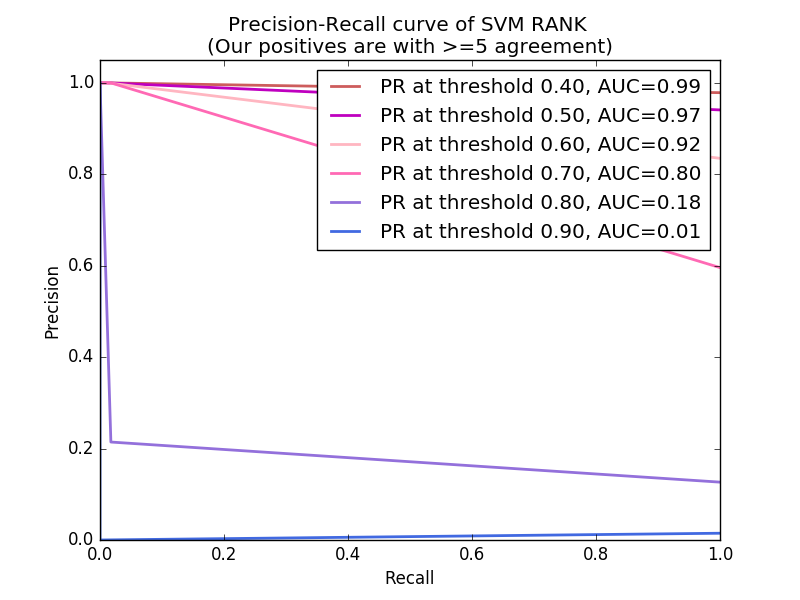 Precision-Recall curve of SVM RANK
(Our positives are with >=5 agreement)
PR at threshold 0.40, AUC=0.99
PR at threshold 0.50, AUC=0.97
PR at threshold 0.60, AUC=0.92
PR at threshold 0.70, AUC=0.80
PR at threshold 0.80, AUC=0.18
PR at threshold 0.90, AUC=0.01
Precision
1.0
0.8
0.6
0.4
0.2
0.0
0.0 0.2 0.4 0.6 0.8 1.0
Recall